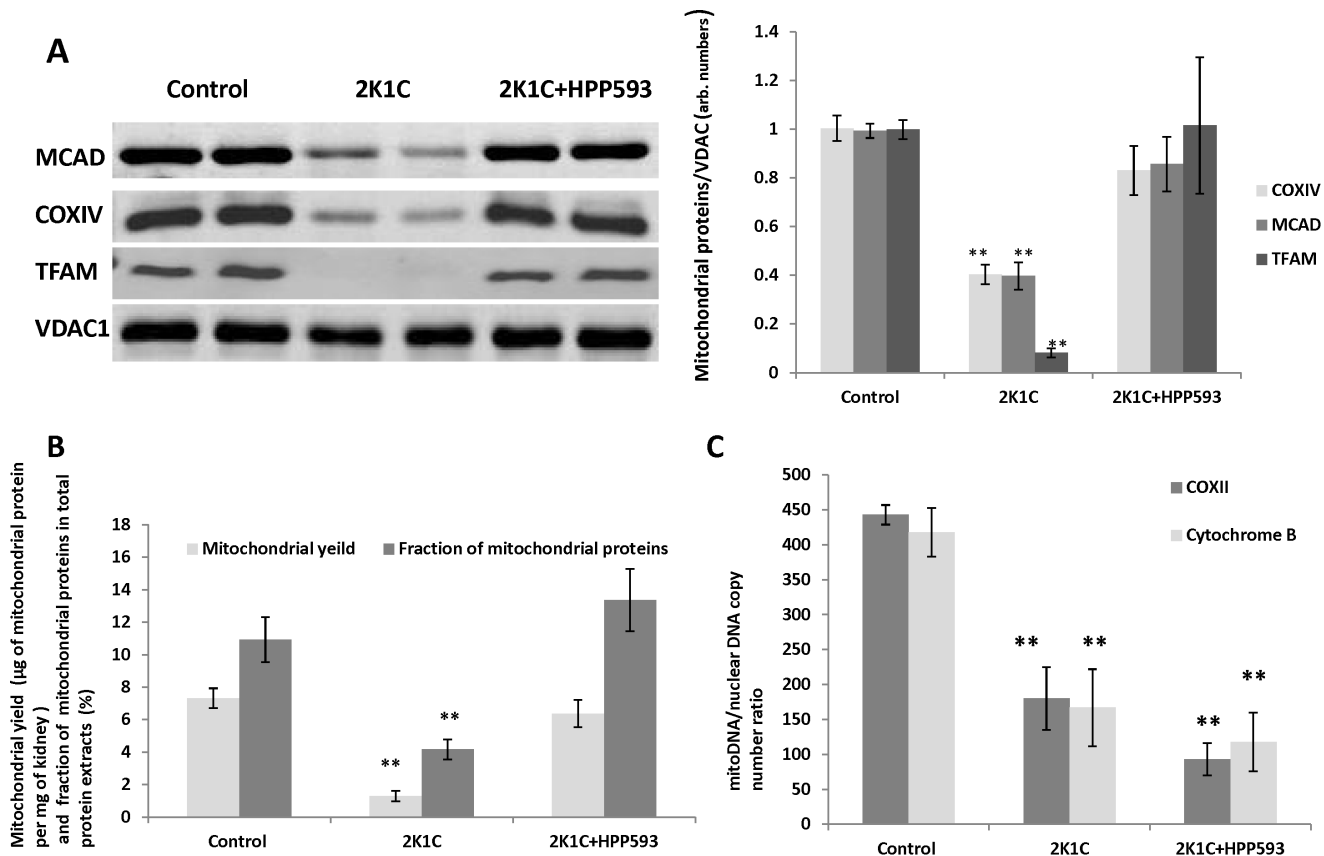 A
Control 2K1C 2K1C+HPP593
MCAD
COXIV
TFAM
VDAC1
Mitochondrial proteins/VDAC (arb. numbers)
1.4
1.2
1
0.8
0.6
0.4
0.2
0
** **
**
Control 2K1C 2K1C+HPP593
COXIV
MCAD
TFAM
B
Mitochondrial yield (µg of mitochondrial protein
per mg of kidney )
and fraction of mitochondrial proteins in total
protein extracts (%)
18
16
14
12
10
8
6
4
2
0
Mitochondrial yeild Fraction of mitochondrial proteins
**
**
Control 2K1C 2K1C+HPP593
C
mitoDNA/nuclear DNA copy
number ratio
500
450
400
350
300
250
200
150
100
50
0
COXII
Cytochrome B
** **
**
**
Control 2K1C 2K1C+HPP593